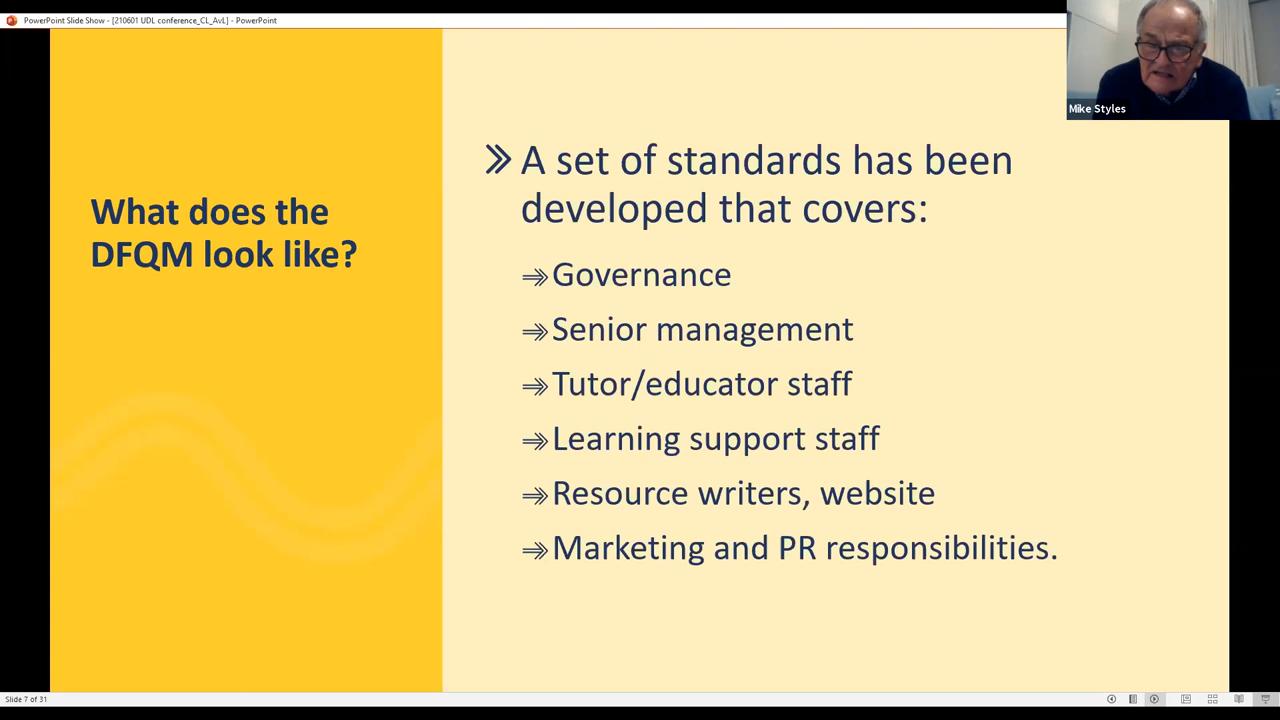 PowerPoint Slide Show - [210601 UDL conference_CL_AvL] - PowerPoint
Mike Styles
What does the
DFQM look like?
A set of standards has been
developed that covers:
Governance
Senior management
Tutor/educator staff
Learning support staff
Resource writers, website
Marketing and PR responsibilities.
Slide 7 of 31